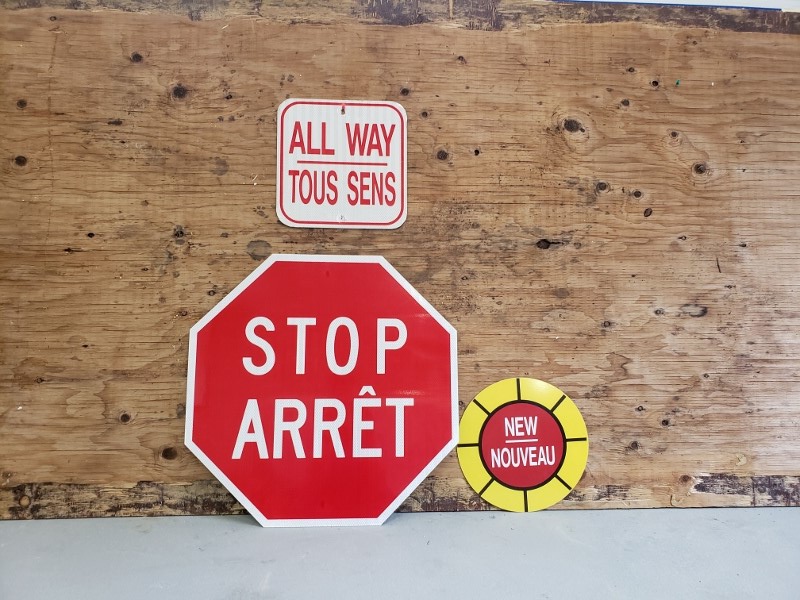 ALL WAY
TOUS SENS
STOP
ARRÊT
NEW
NOUVEAU